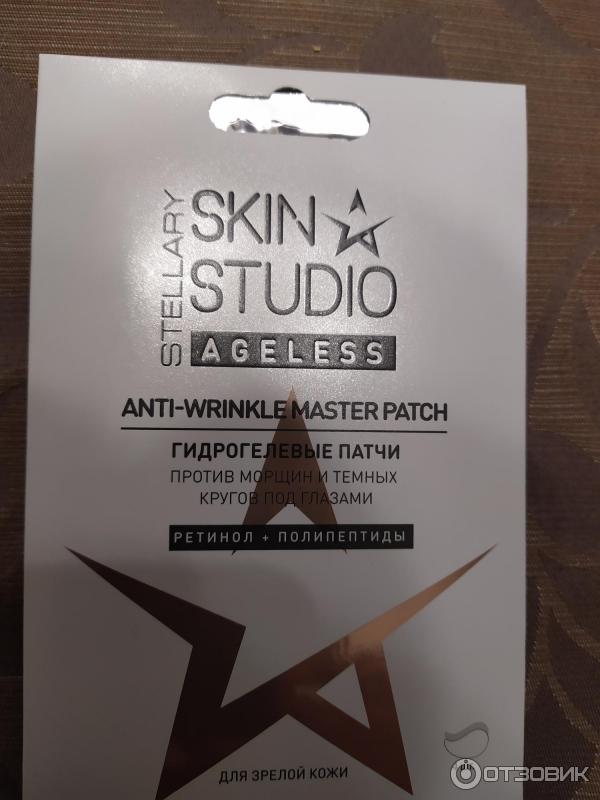 STELLARY
SKIN
STUDIO
AGELESS
ANTI-WRINKLE MASTER PATCH
ГИДРОГЕЛЕВЫЕ ПАТЧИ
ПРОТИВ МОРЩИН И ТЕМНЫХ
КРУГОВ ПОД ГЛАЗАМИ
РЕТИНОЛ + ПОЛИПЕПТИДЫ
ДЛЯ ЗРЕЛОЙ КОЖИ
ОТЗОВИК